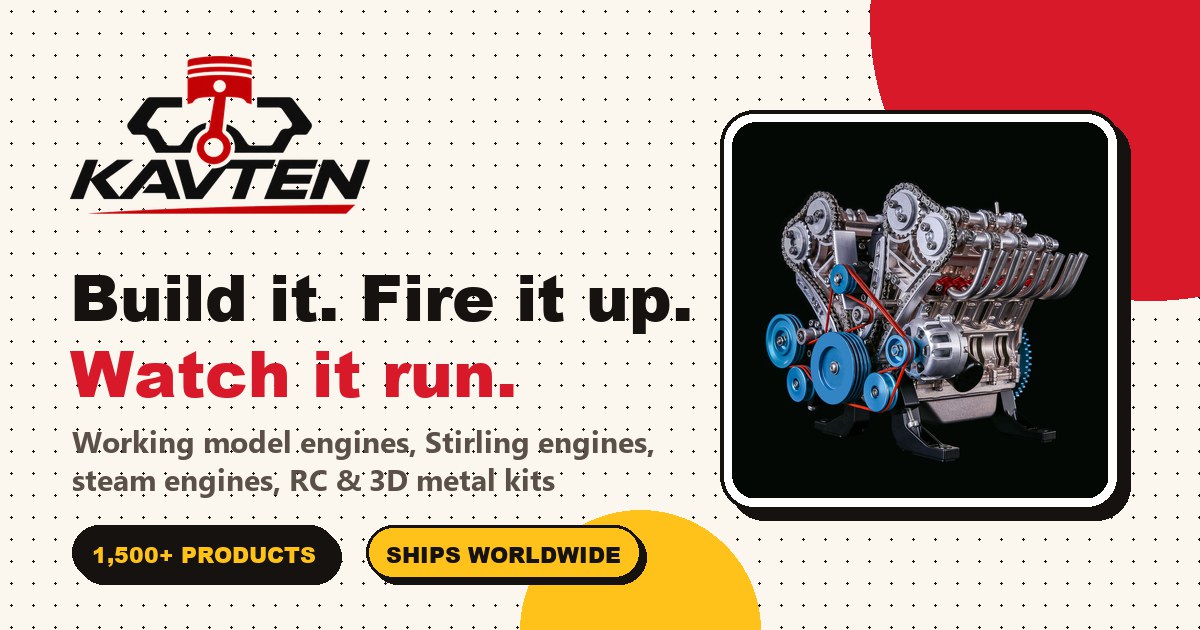 KAVTEN
Build it. Fire it up.
Watch it run.
Working model engines, Stirling engines,
steam engines, RC & 3D metal kits
1,500+ PRODUCTS
SHIPS WORLDWIDE